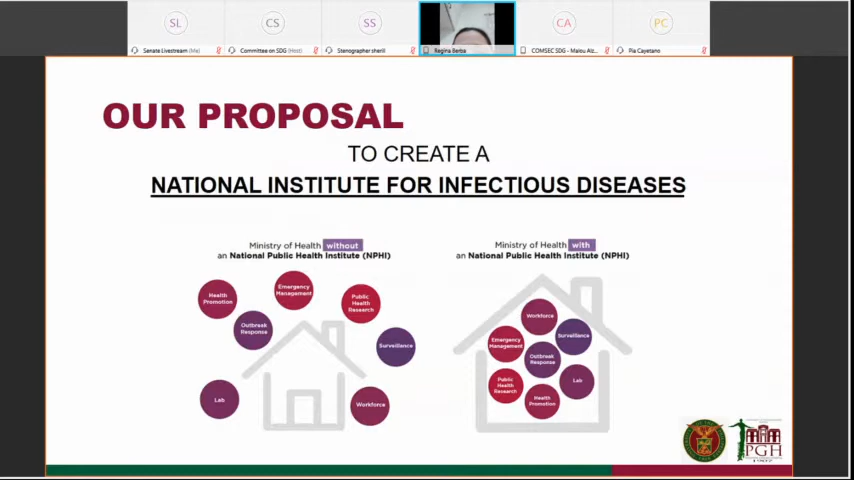 SL
CS
SS
CA
PC
Senate Livestream (Me)
Committee on SDG (Host)
Stenographer sherill
Regina Berba
COMSEC SDG - Malou Alc...
Pia Cayetano
OUR PROPOSAL
TO CREATE A
NATIONAL INSTITUTE FOR INFECTIOUS DISEASES
Ministry of Health without
an National Public Health Institute (NPHI)
Health
Promotion
Emergency
Management
Public
Health
Research
Outbreak
Response
Surveillance
Lab
Workforce
Ministry of Health with
an National Public Health Institute (NPHI)
Workforce
Emergency
Management
Surveillance
Outbreak
Response
Public
Health
Research
Lab
Health
Promotion
PGH